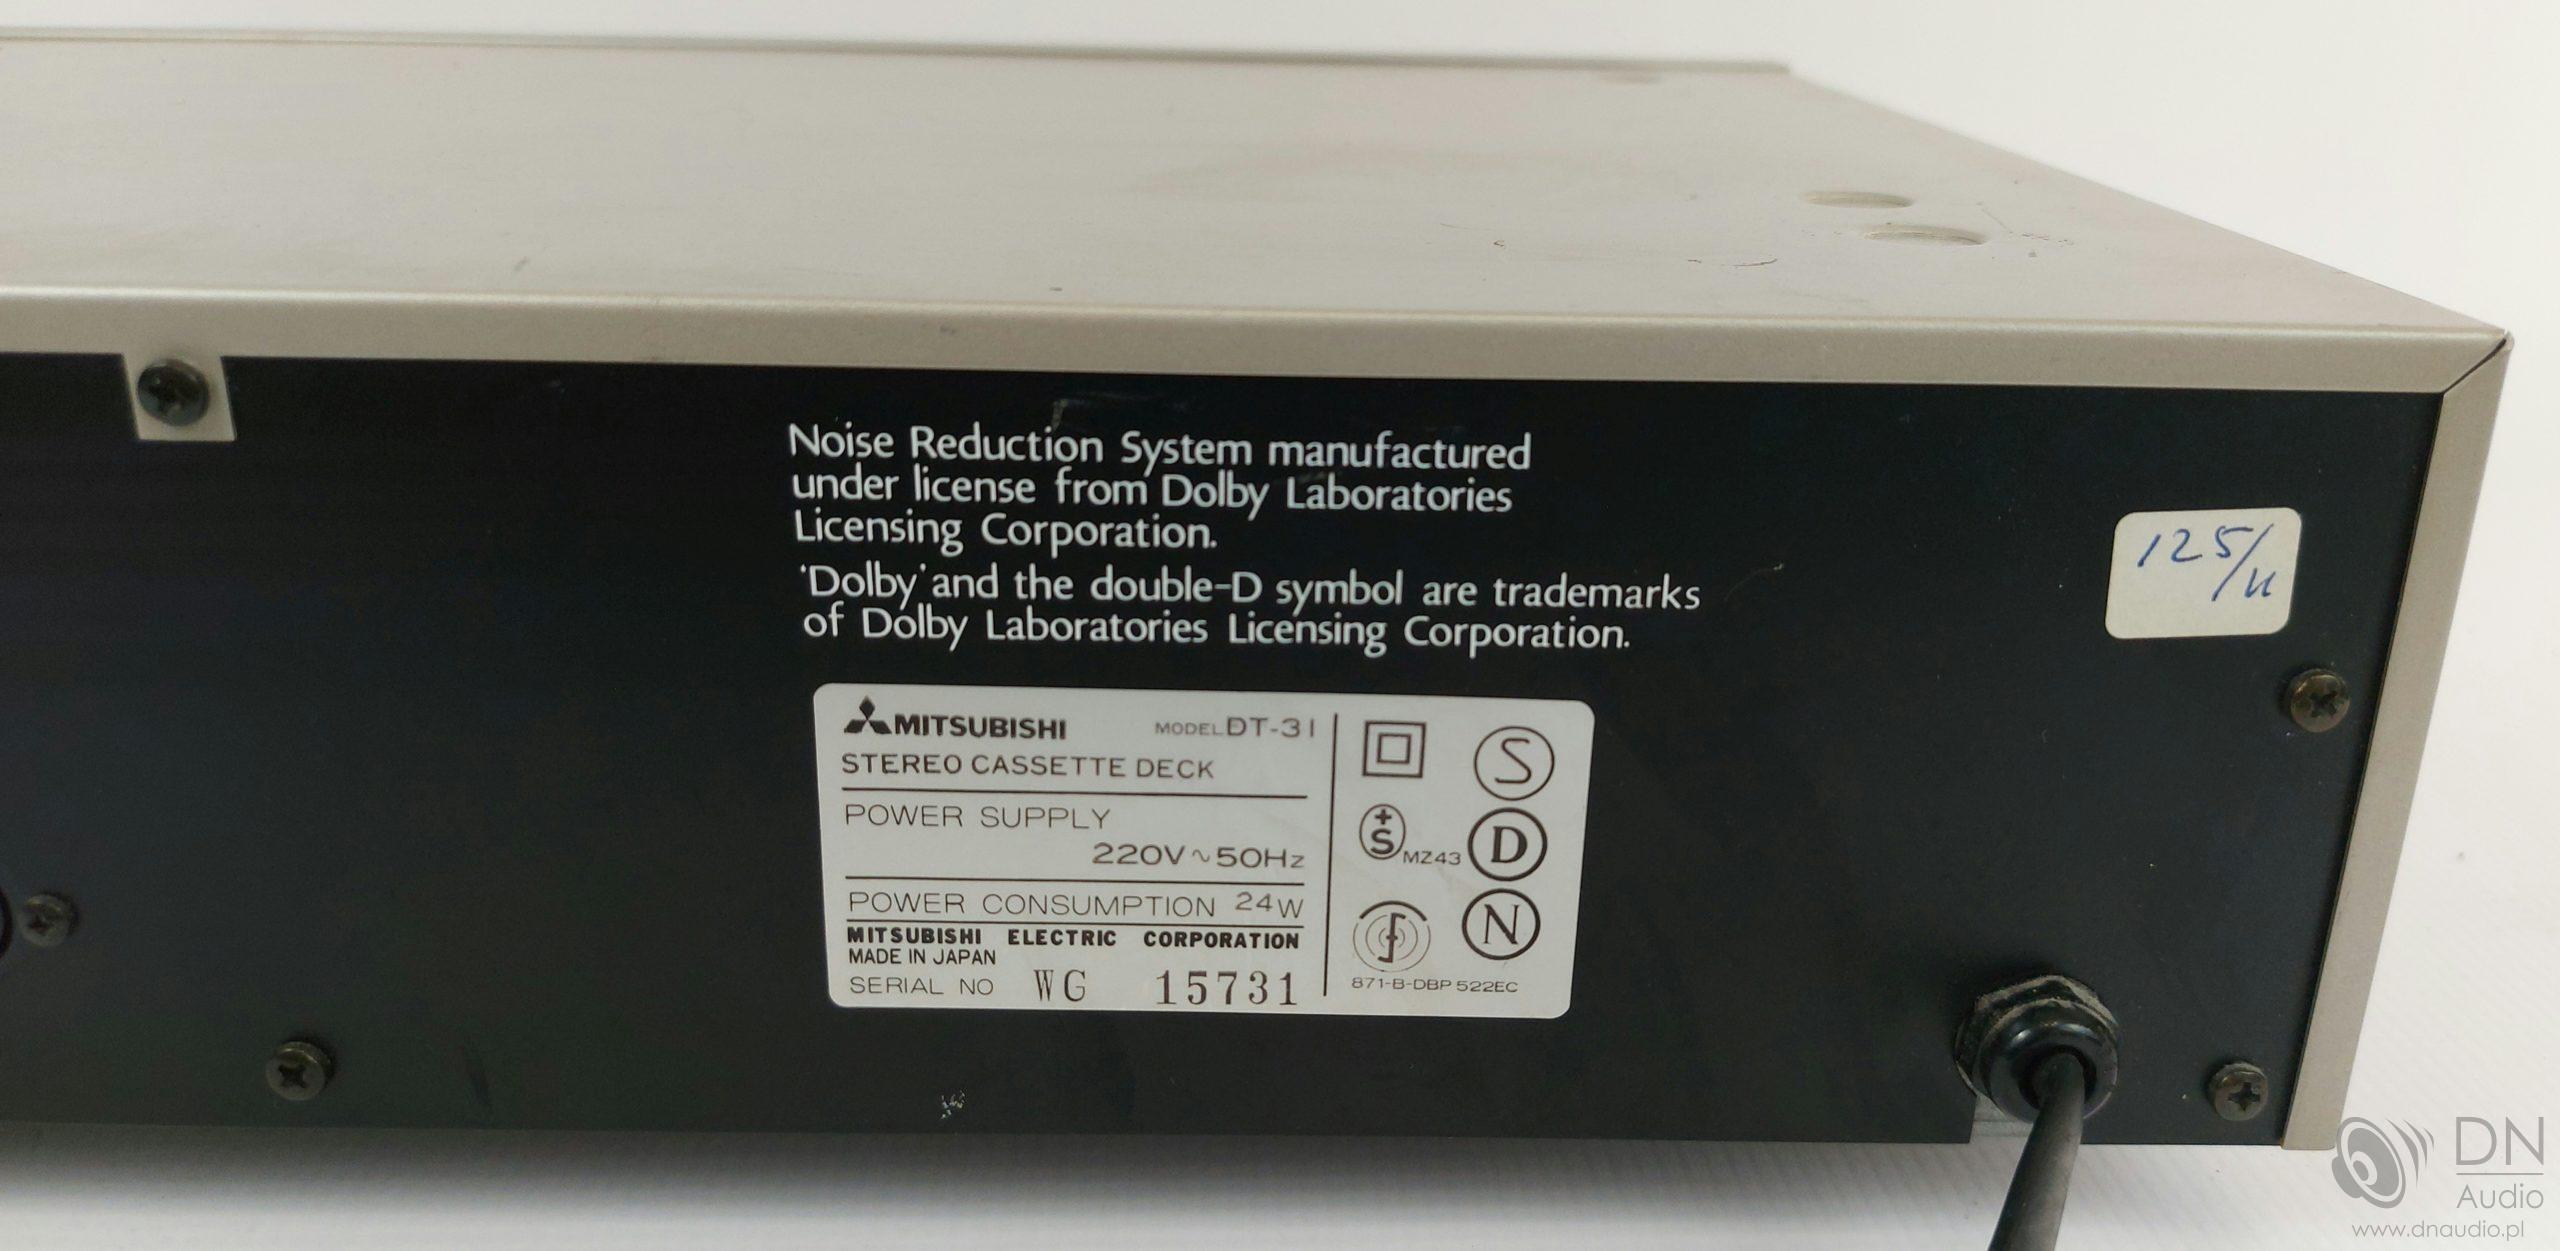 Noise Reduction System manufactured
under license from Dolby Laboratories
Licensing Corporation.
'Dolby' and the double-D symbol are trademarks
of Dolby Laboratories Licensing Corporation.
125/
MITSUBISHI MODEL DT-31
STEREO CASSETTE DECK
POWER SUPPLY
220V~50Hz
POWER CONSUMPTION 24W
MITSUBISHI ELECTRIC CORPORATION
MADE IN JAPAN
SERIAL NO WG 15731
S
+S MZ43 D
N
871-B-DBP 522EC
DN
Audio
www.dnaudio.pl